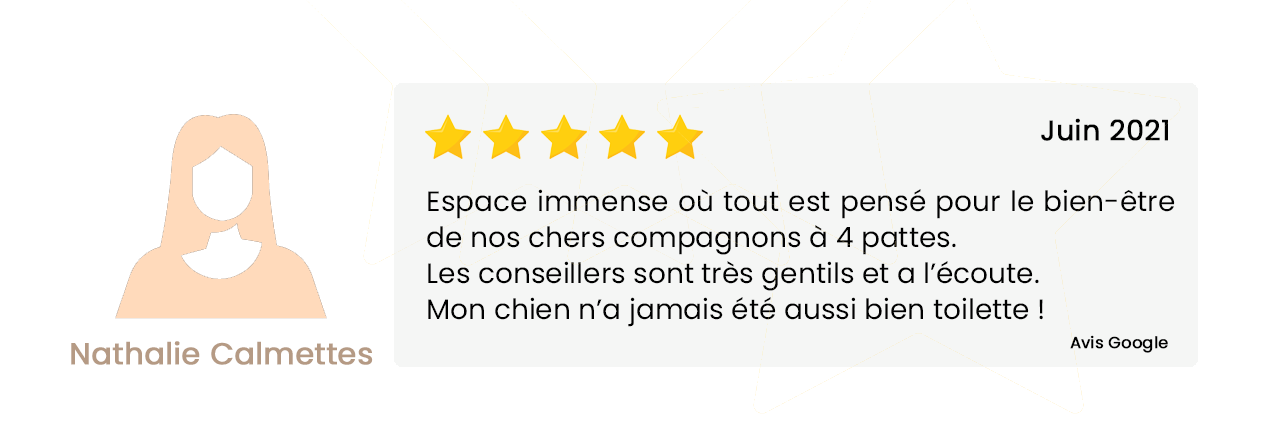 Juin 2021
Espace immense où tout est pensé pour le bien-être
de nos chers compagnons à 4 pattes.
Les conseillers sont très gentils et a l’écoute.
Mon chien n’a jamais été aussi bien toilette !
Avis Google
Nathalie Calmettes